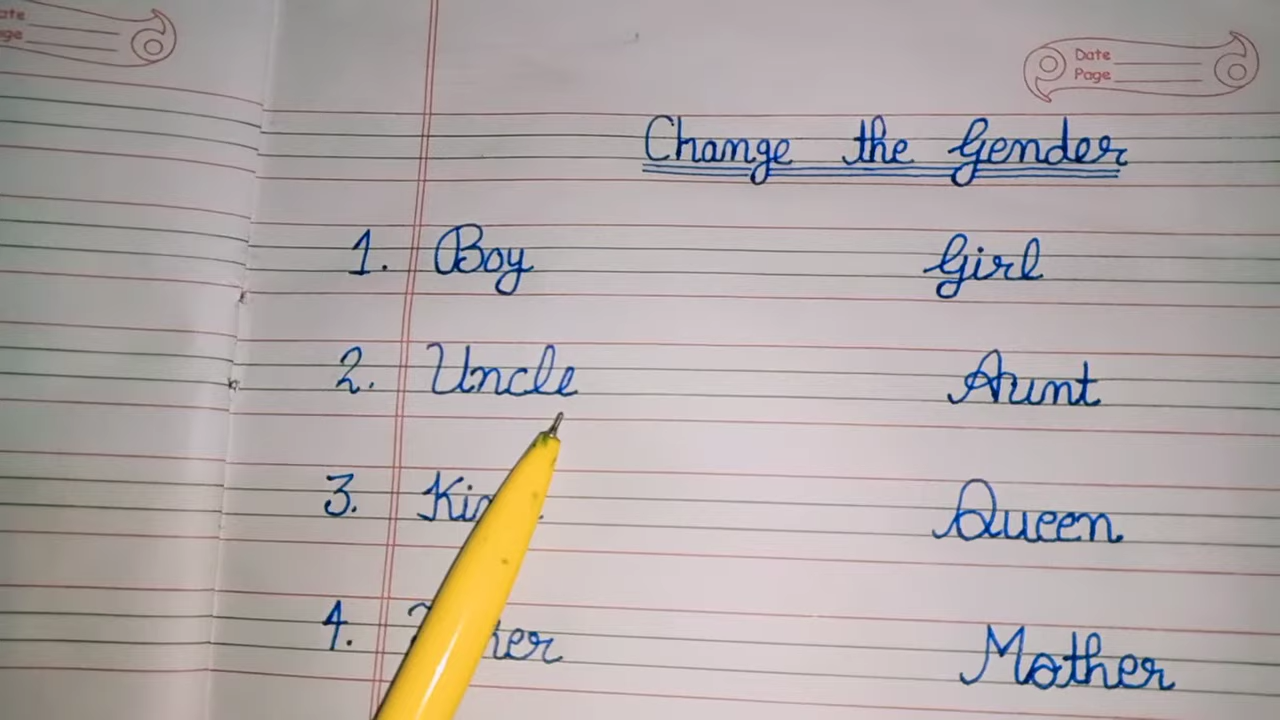 Date
Page
Change the Gender
1. Boy Girl
2. Uncle Aunt
3. Queen
4. Mother